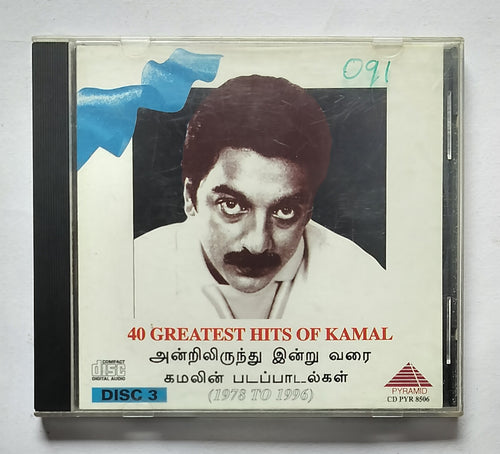 091
40 GREATEST HITS OF KAMAL
அன்றிலிருந்து இன்று வரை
கமலின் படப்பாடல்கள்
(1978 TO 1996)
COMPACT
disc
DIGITAL AUDIO
DISC 3
PYRAMID
CD PYR 8506